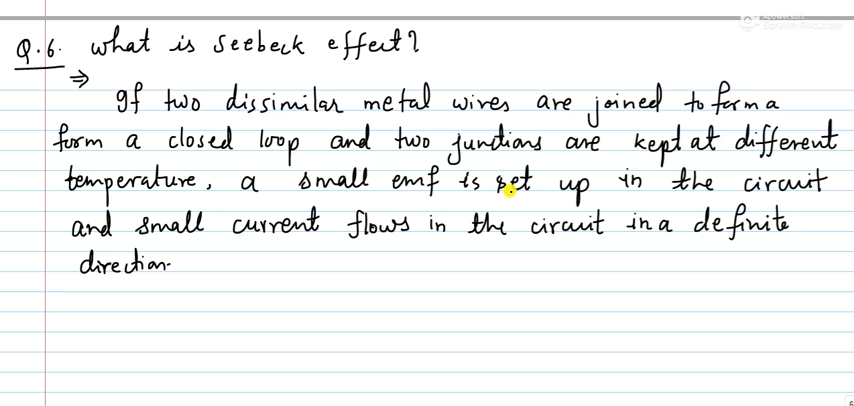 Q.6. What is Seebeck effect?
⇒
If two dissimilar metal wires are joined to form a
form a closed loop and two junctions are kept at different
temperature, a small emf is set up in the circuit
and small current flows in the circuit in a definite
direction.